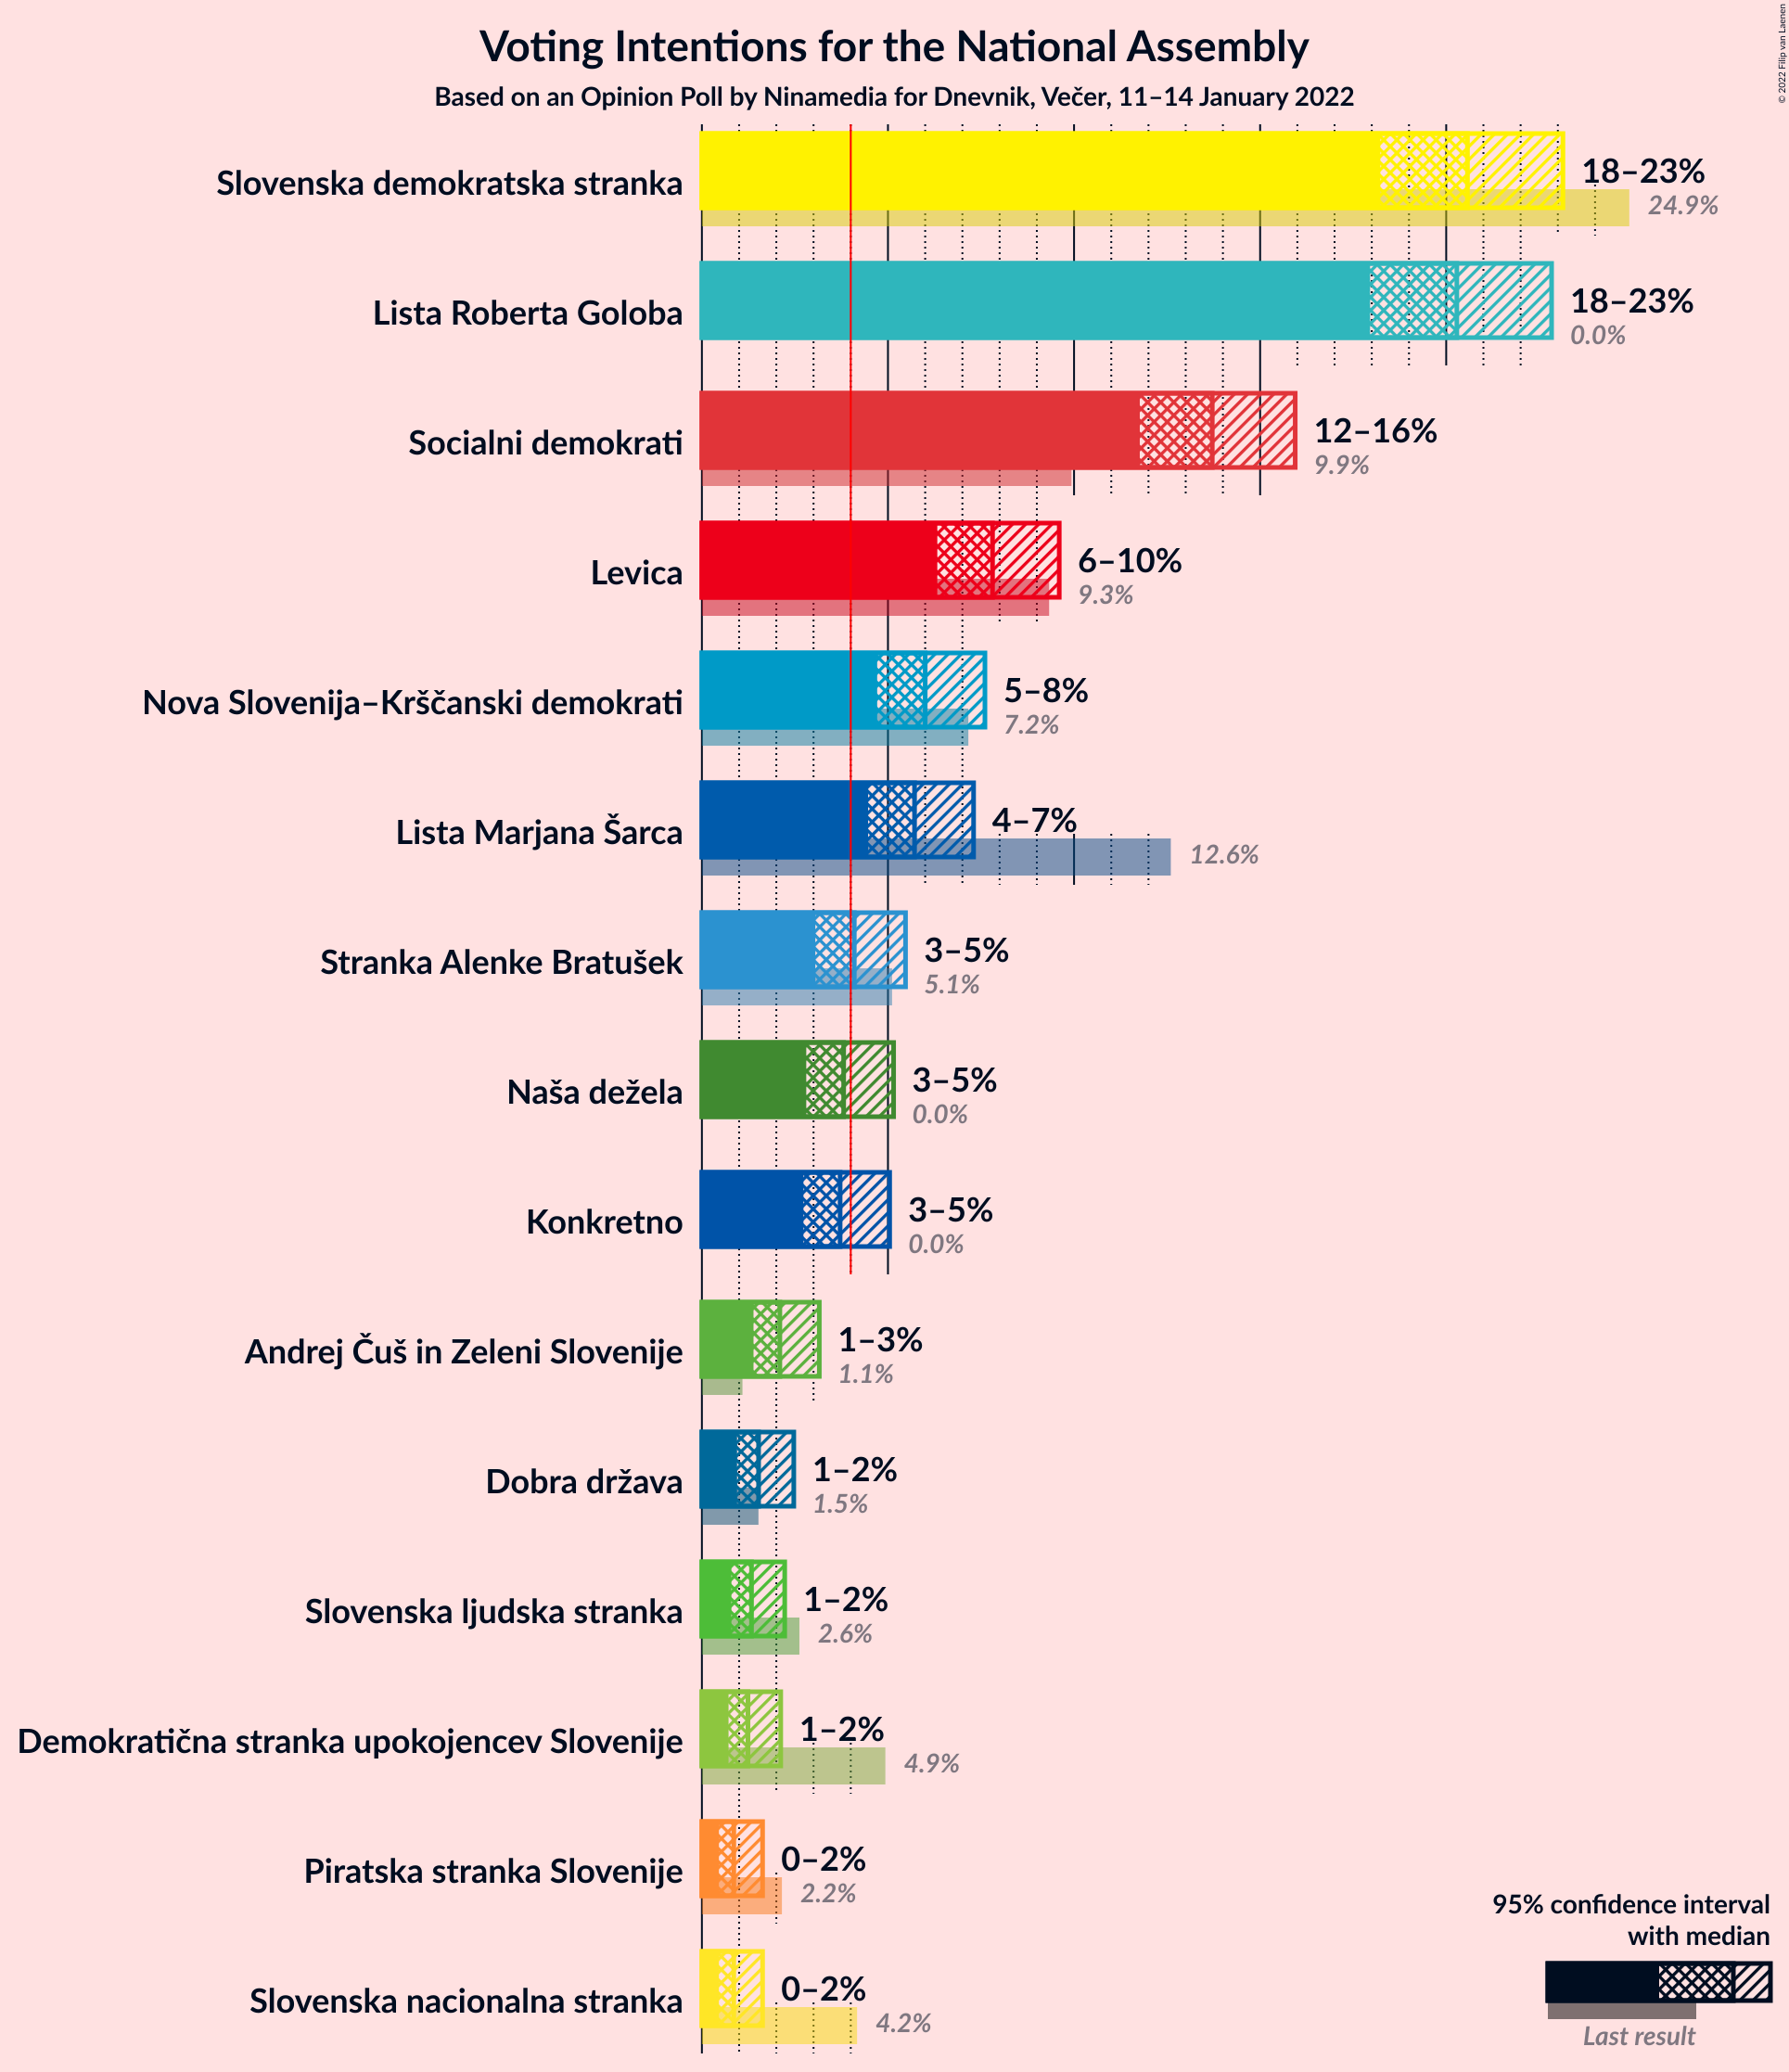 Voting Intentions for the National Assembly
Based on an Opinion Poll by Ninamedia for Dnevnik, Večer, 11–14 January 2022
© 2022 Filip van Laenen
Slovenska demokratska stranka
18–23%
24.9%
Lista Roberta Goloba
18–23%
0.0%
Socialni demokrati
12–16%
9.9%
Levica
6–10%
9.3%
Nova Slovenija–Krščanski demokrati
5–8%
7.2%
Lista Marjana Šarca
4–7%
12.6%
Stranka Alenke Bratušek
3–5%
5.1%
Naša dežela
3–5%
0.0%
Konkretno
3–5%
0.0%
Andrej Čuš in Zeleni Slovenije
1–3%
1.1%
Dobra država
1–2%
1.5%
Slovenska ljudska stranka
1–2%
2.6%
Demokratična stranka upokojencev Slovenije
1–2%
4.9%
Piratska stranka Slovenije
0–2%
2.2%
Slovenska nacionalna stranka
0–2%
4.2%
95% confidence interval
with median
Last result